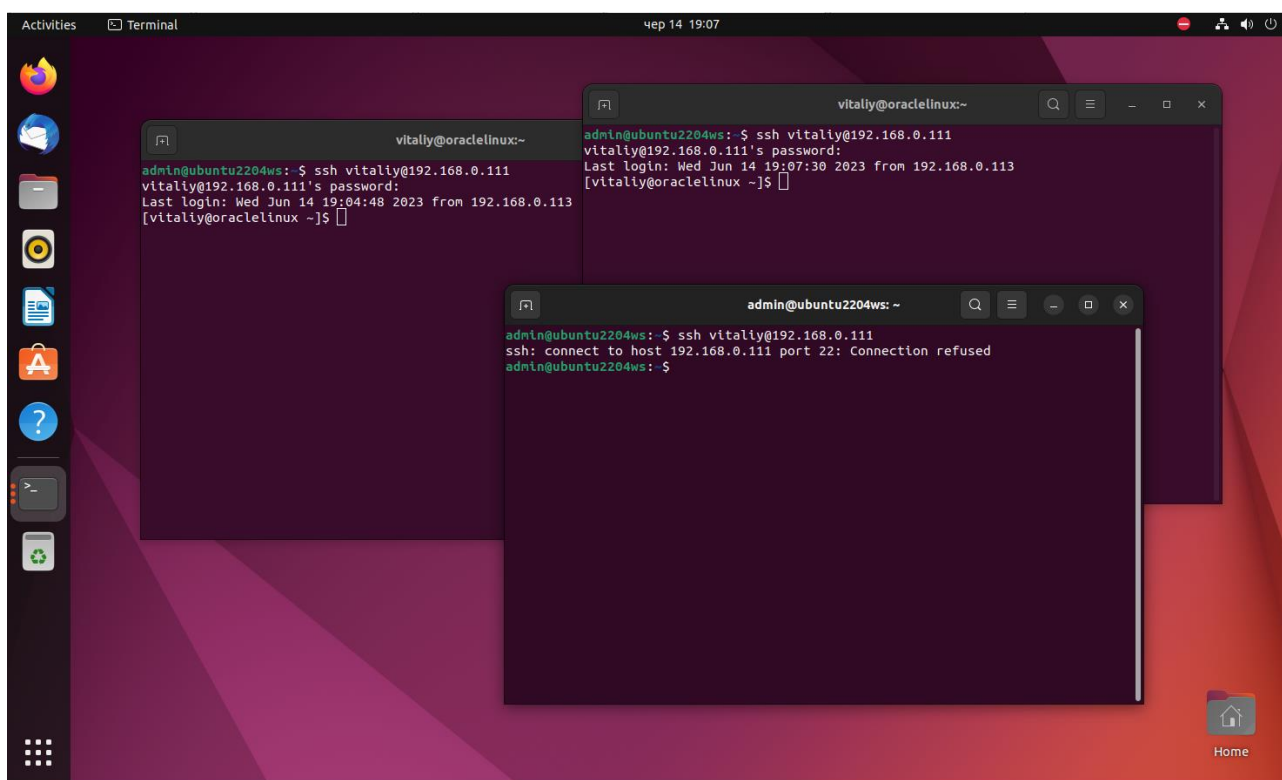 Activities
Terminal
чер 14 19:07
vitaliy@oraclelinux:~
admin@ubuntu2204ws:~$ ssh vitaliy@192.168.0.111
vitaliy@192.168.0.111's password:
Last login: Wed Jun 14 19:04:48 2023 from 192.168.0.113
[vitaliy@oraclelinux ~]$
vitaliy@oraclelinux:~
admin@ubuntu2204ws:~$ ssh vitaliy@192.168.0.111
vitaliy@192.168.0.111's password:
Last login: Wed Jun 14 19:07:30 2023 from 192.168.0.113
[vitaliy@oraclelinux ~]$
admin@ubuntu2204ws: ~
admin@ubuntu2204ws:~$ ssh vitaliy@192.168.0.111
ssh: connect to host 192.168.0.111 port 22: Connection refused
admin@ubuntu2204ws:~$
Home